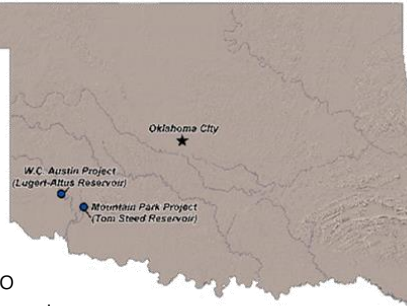 Oklahoma City
W.C. Austin Project
(Lugert-Altus Reservoir)
Mountain Park Project
(Tom Steed Reservoir)
O